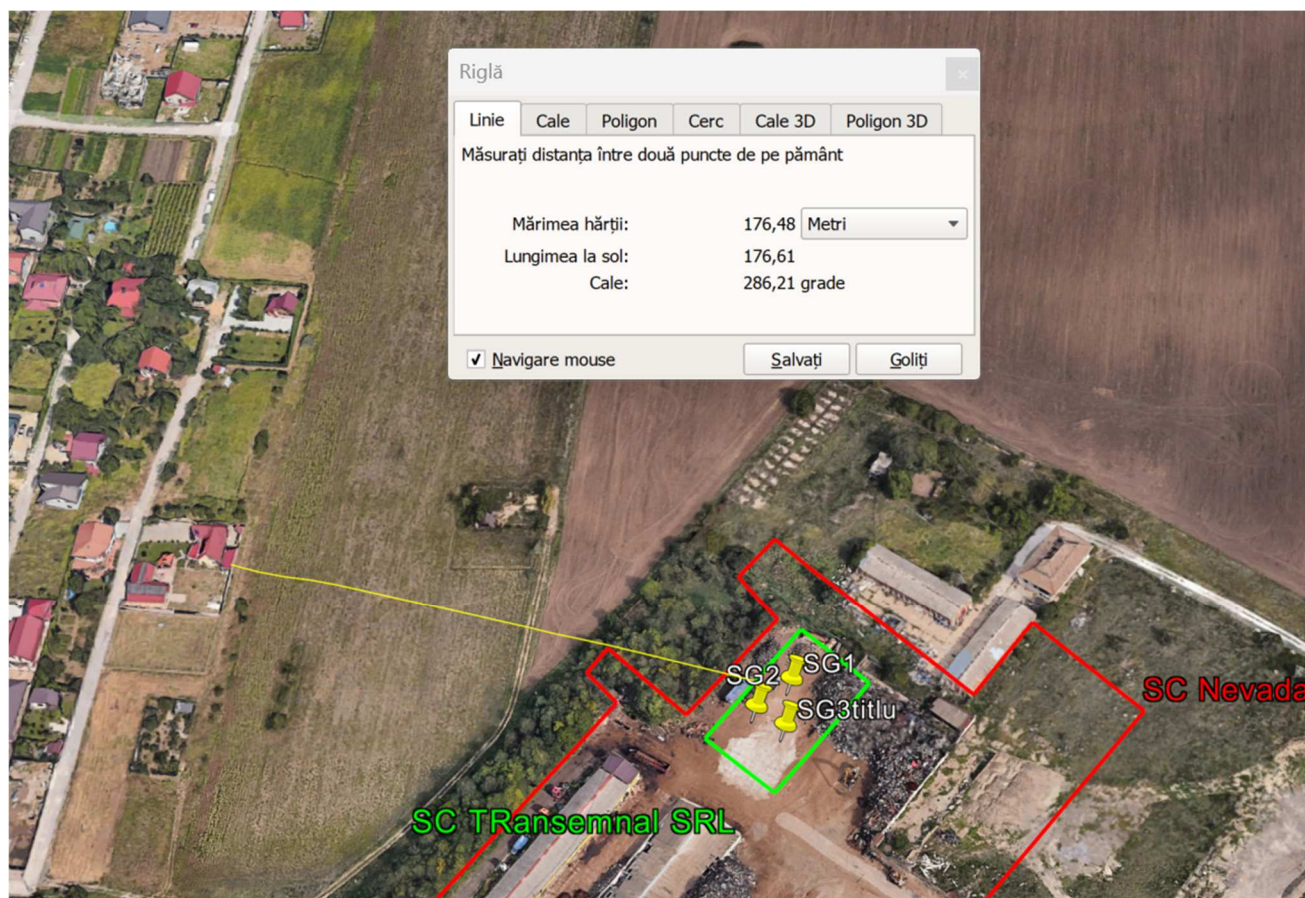 Riglă
Linie Cale Poligon Cerc Cale 3D Poligon 3D
Măsurați distanța între două puncte de pe pământ
Mărimea hărții: 176,48 Metri
Lungimea la sol: 176,61
Cale: 286,21 grade
Navigare mouse Salvați Goliți
SG1
SG2
SC Nevada
SG3titlu
SC TRansemnal SRL